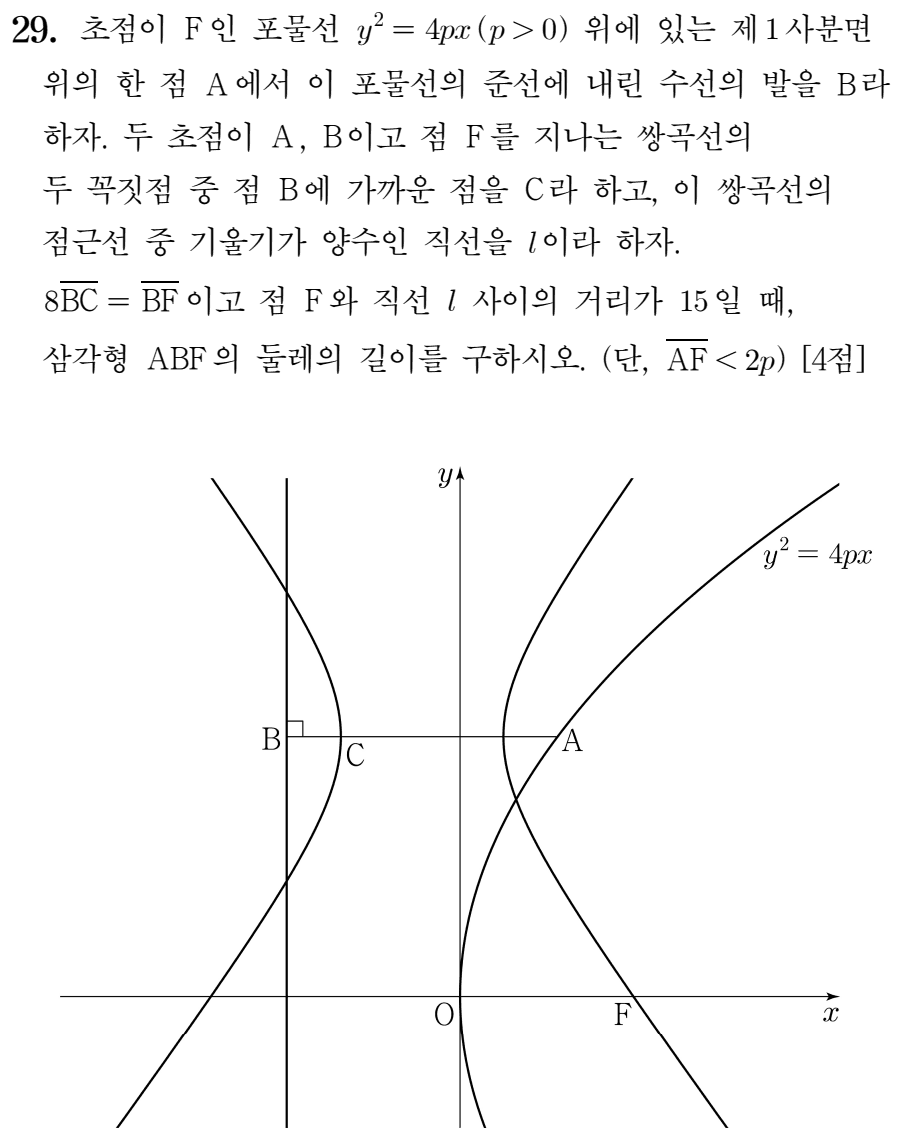 29. 초점이 F인 포물선 y² = 4px (p > 0) 위에 있는 제1사분면
위의 한 점 A에서 이 포물선의 준선에 내린 수선의 발을 B라
하자. 두 초점이 A, B이고 점 F를 지나는 쌍곡선의
두 꼭짓점 중 점 B에 가까운 점을 C라 하고, 이 쌍곡선의
점근선 중 기울기가 양수인 직선을 l이라 하자.
8B̅C̅ = B̅F̅이고 점 F와 직선 l 사이의 거리가 15일 때,
삼각형 ABF의 둘레의 길이를 구하시오. (단, A̅F̅ < 2p) [4점]
y
y² = 4px
B
C
A
O
F
x